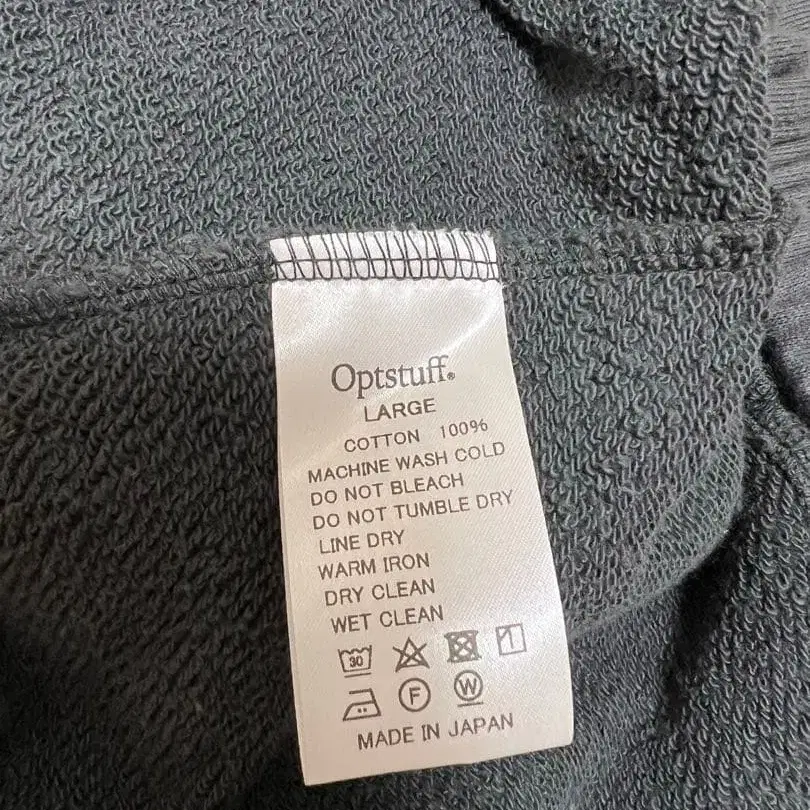 Optstuff®
LARGE
COTTON 100%
MACHINE WASH COLD
DO NOT BLEACH
DO NOT TUMBLE DRY
LINE DRY
WARM IRON
DRY CLEAN
WET CLEAN
30
F W
MADE IN JAPAN